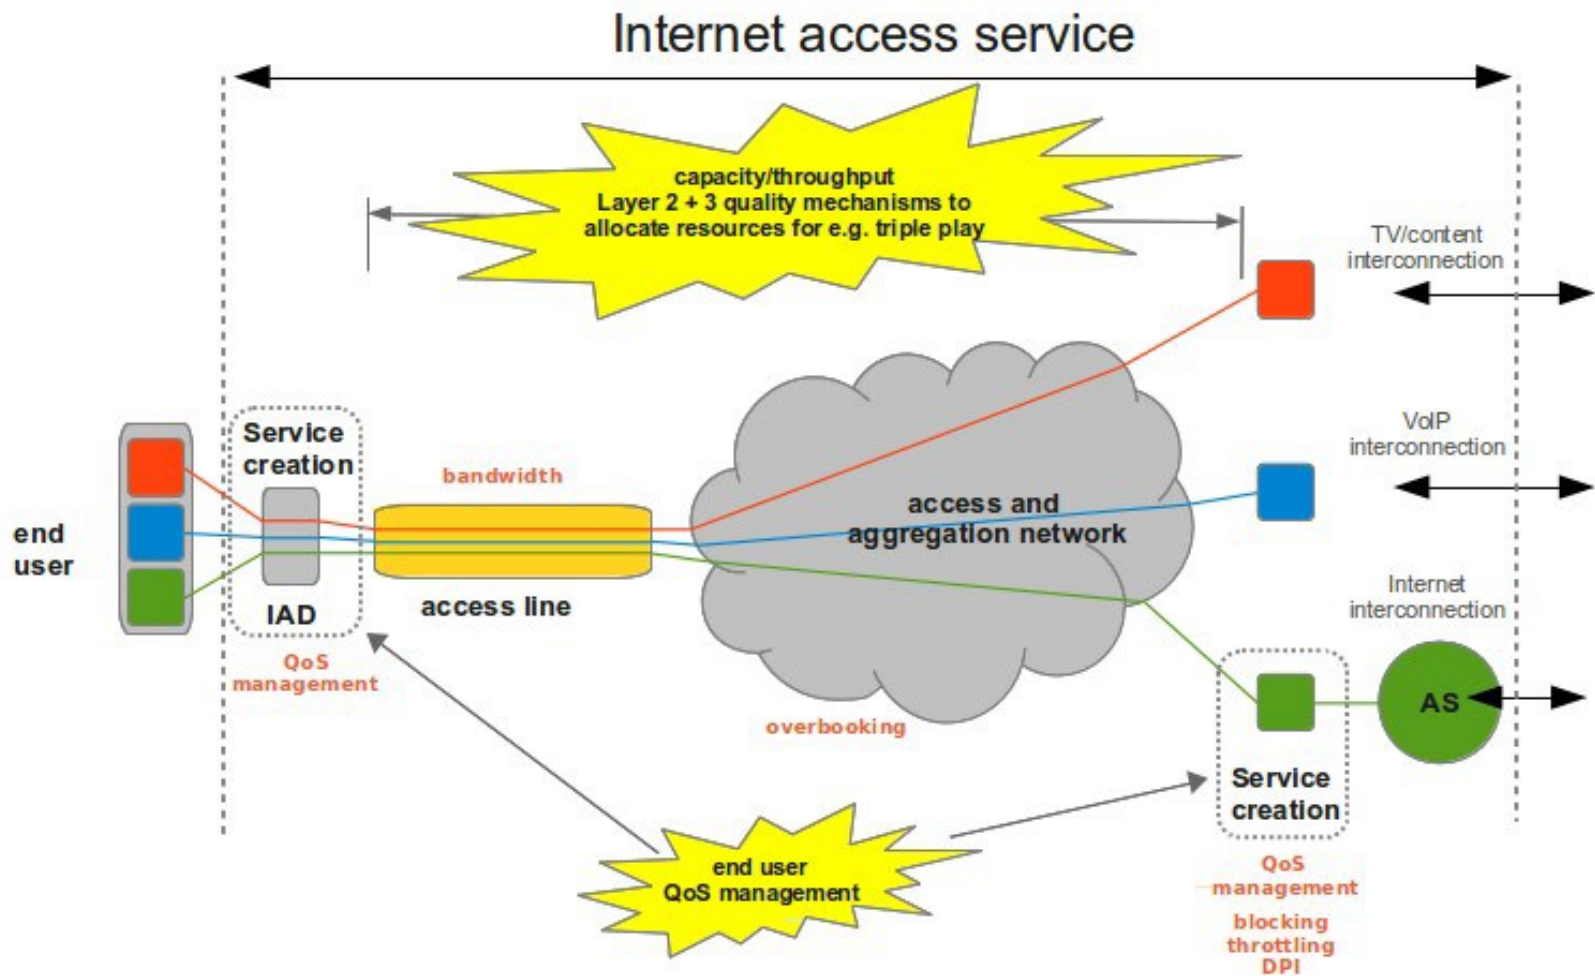 Internet access service
capacity/throughput
Layer 2 + 3 quality mechanisms to
allocate resources for e.g. triple play
TV/content
interconnection
VoIP
interconnection
Service
creation
bandwidth
end
user
access and
aggregation network
IAD
access line
QoS
management
overbooking
Internet
interconnection
AS
Service
creation
end user
QoS management
QoS
management
blocking
throttling
DPI